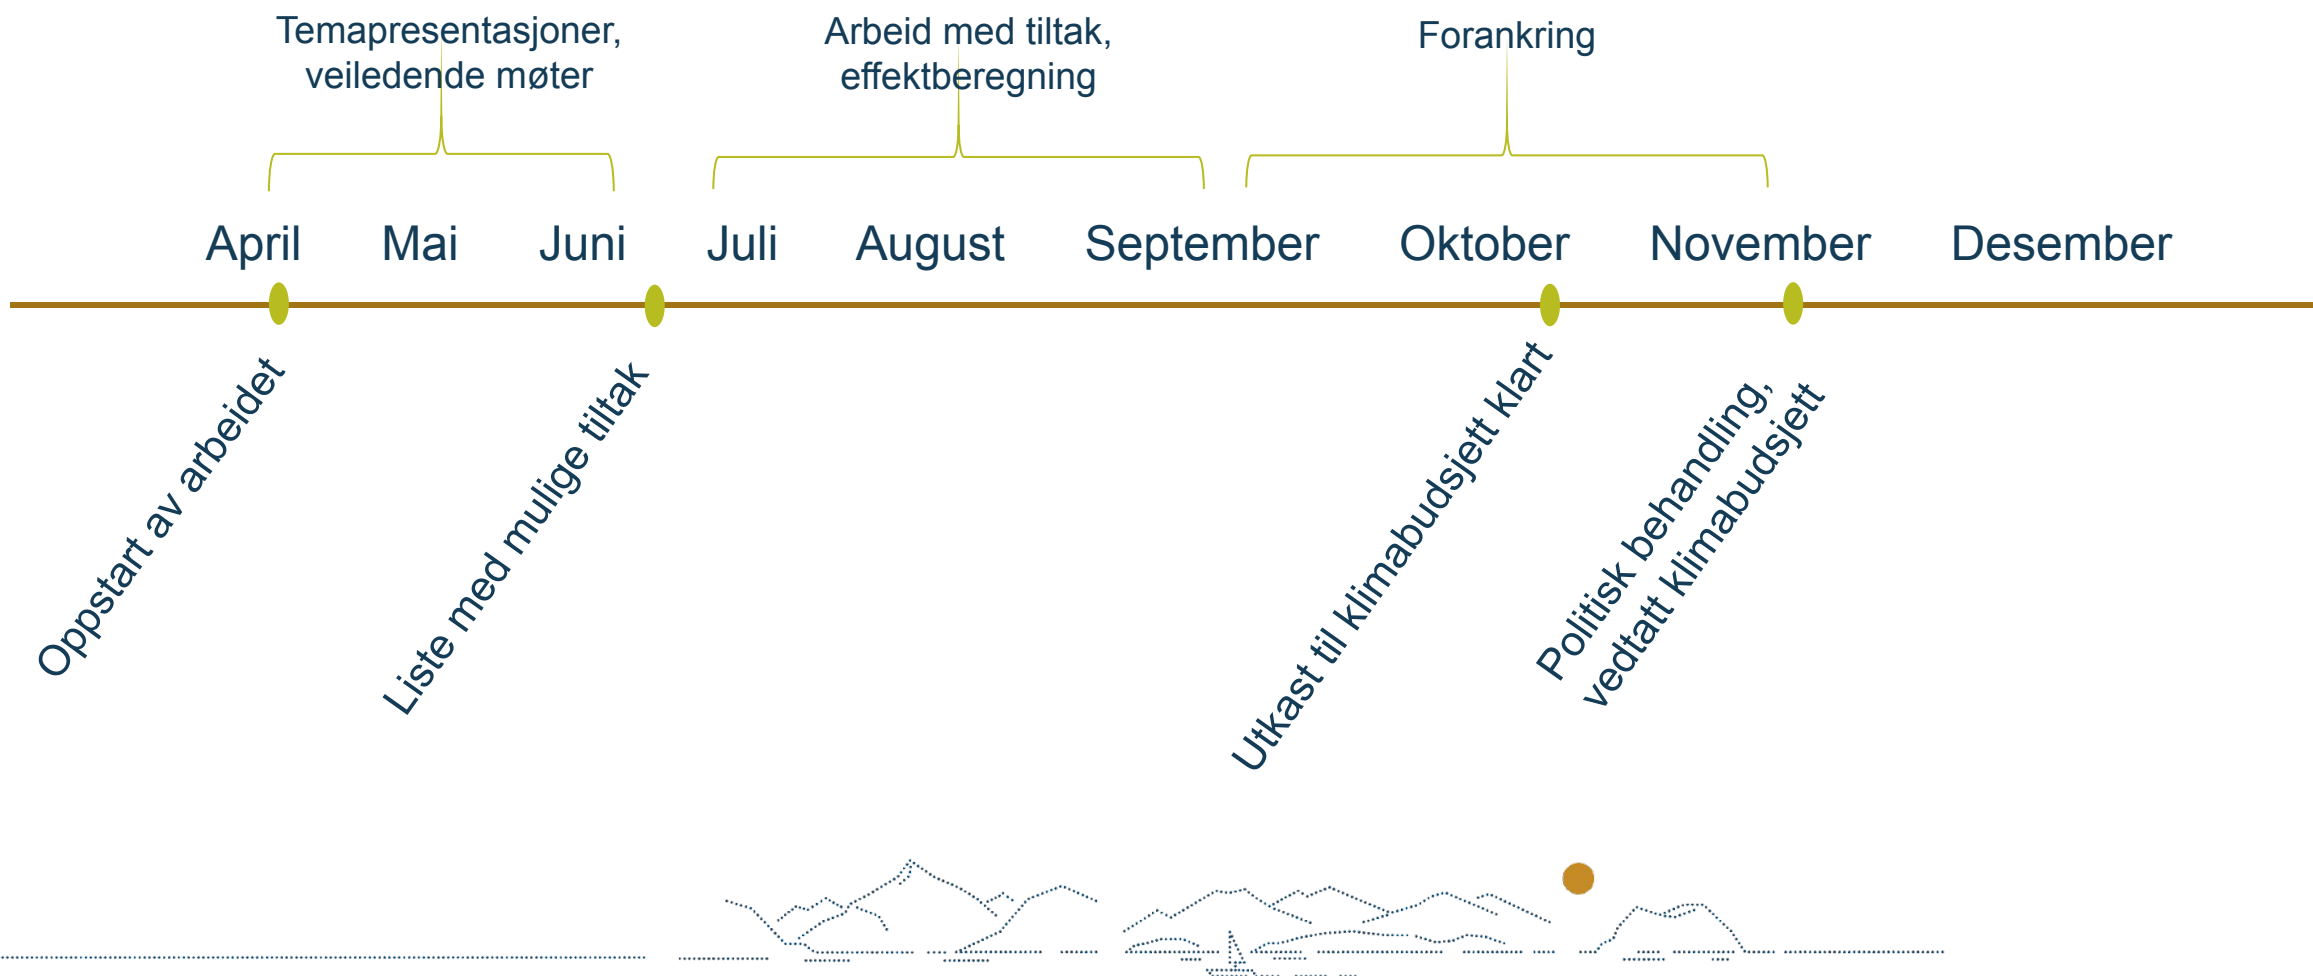 Temapresentasjoner,
veiledende møter
Arbeid med tiltak,
effektberegning
Forankring
April Mai Juni Juli August September Oktober November Desember
Oppstart av arbeidet
Liste med mulige tiltak
Utkast til klimabudsjett klart
Politisk behandling,
vedtatt klimabudsjett